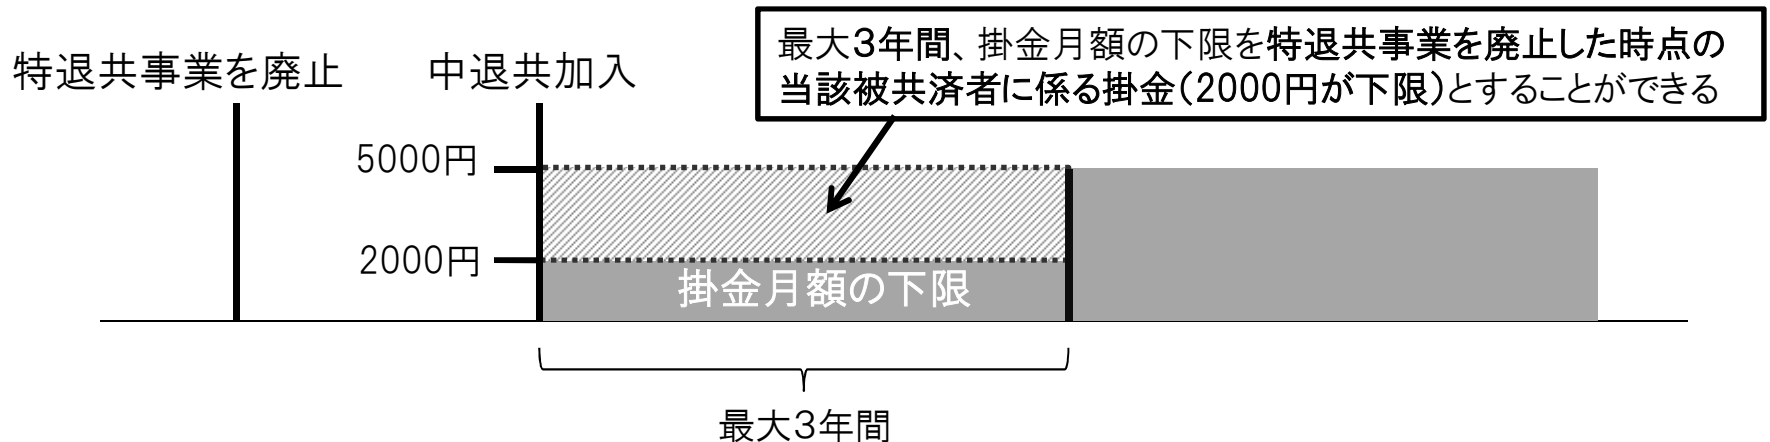 最大3年間、掛金月額の下限を特退共事業を廃止した時点の
当該被共済者に係る掛金（2000円が下限）とすることができる
特退共事業を廃止
中退共加入
5000円
2000円
掛金月額の下限
最大3年間